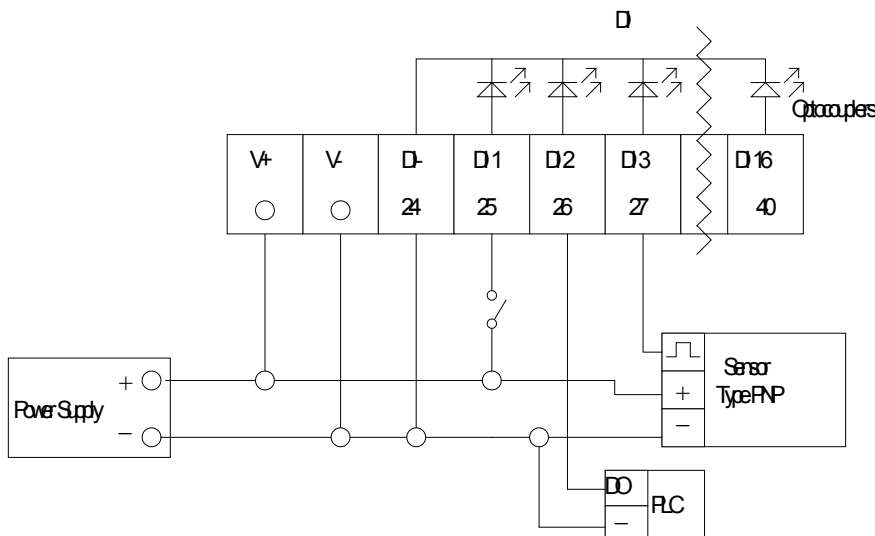 DI
Optocouplers
V+ V- DI- DI1 DI2 DI3 DI16
24 25 26 27 40
Sensor
Type PNP
+
−
Power Supply
+
−
DO
−
PLC